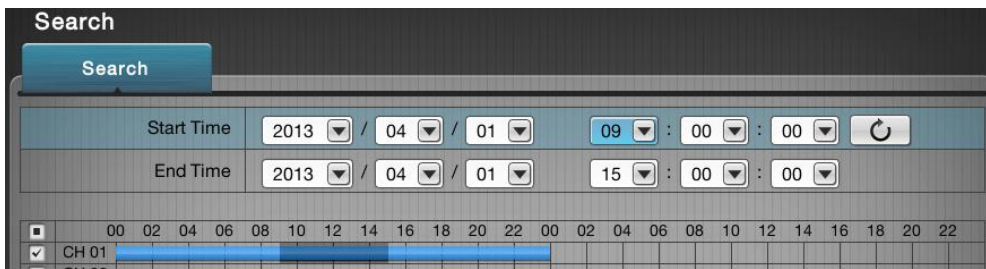 Search
Search
Start Time 2013 / 04 / 01 09 : 00 : 00
End Time 2013 / 04 / 01 15 : 00 : 00
00 02 04 06 08 10 12 14 16 18 20 22 00 02 04 06 08 10 12 14 16 18 20 22
CH 01